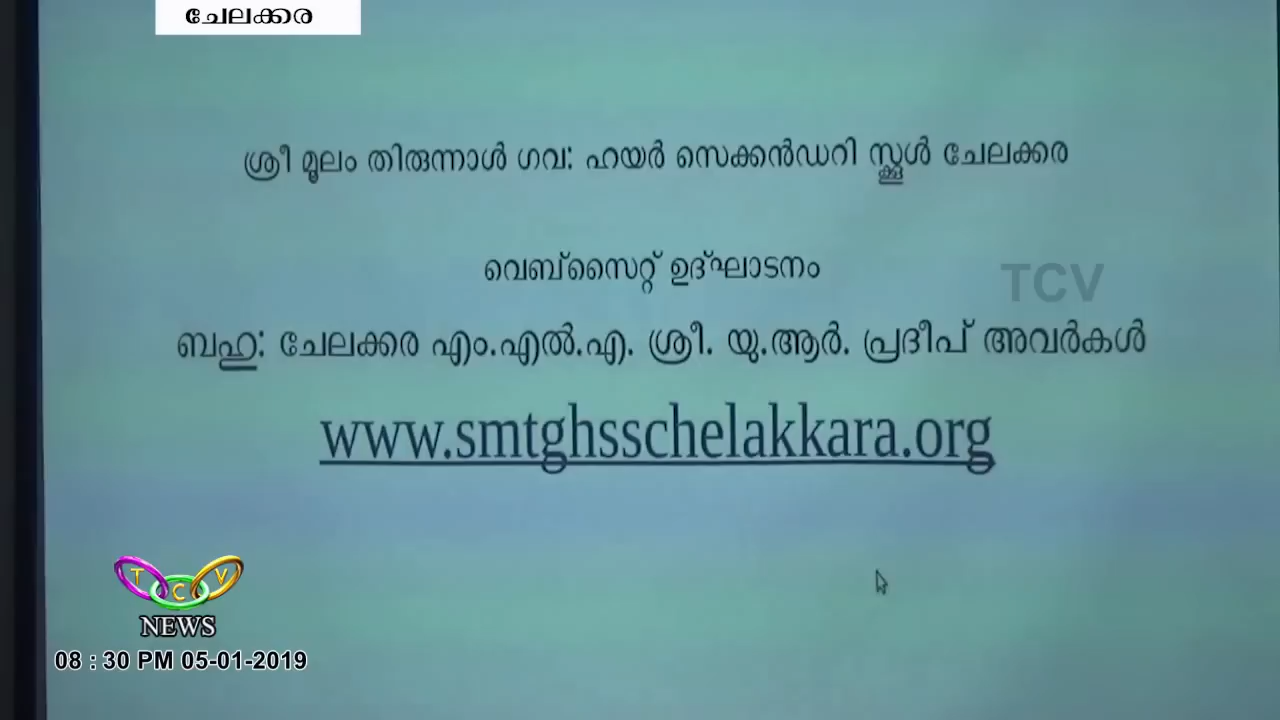 ചേലക്കര
ശ്രീ മൂലം തിരുന്നാൾ ഗവ: ഹയർ സെക്കൻഡറി സ്കൂൾ ചേലക്കര
വെബ്സൈറ്റ് ഉദ്ഘാടനം
TCV
ബഹു: ചേലക്കര എം.എൽ.എ. ശ്രീ. യു.ആർ. പ്രദീപ് അവർകൾ
www.smtghsschelakkara.org
T C V
NEWS
08 : 30 PM 05-01-2019